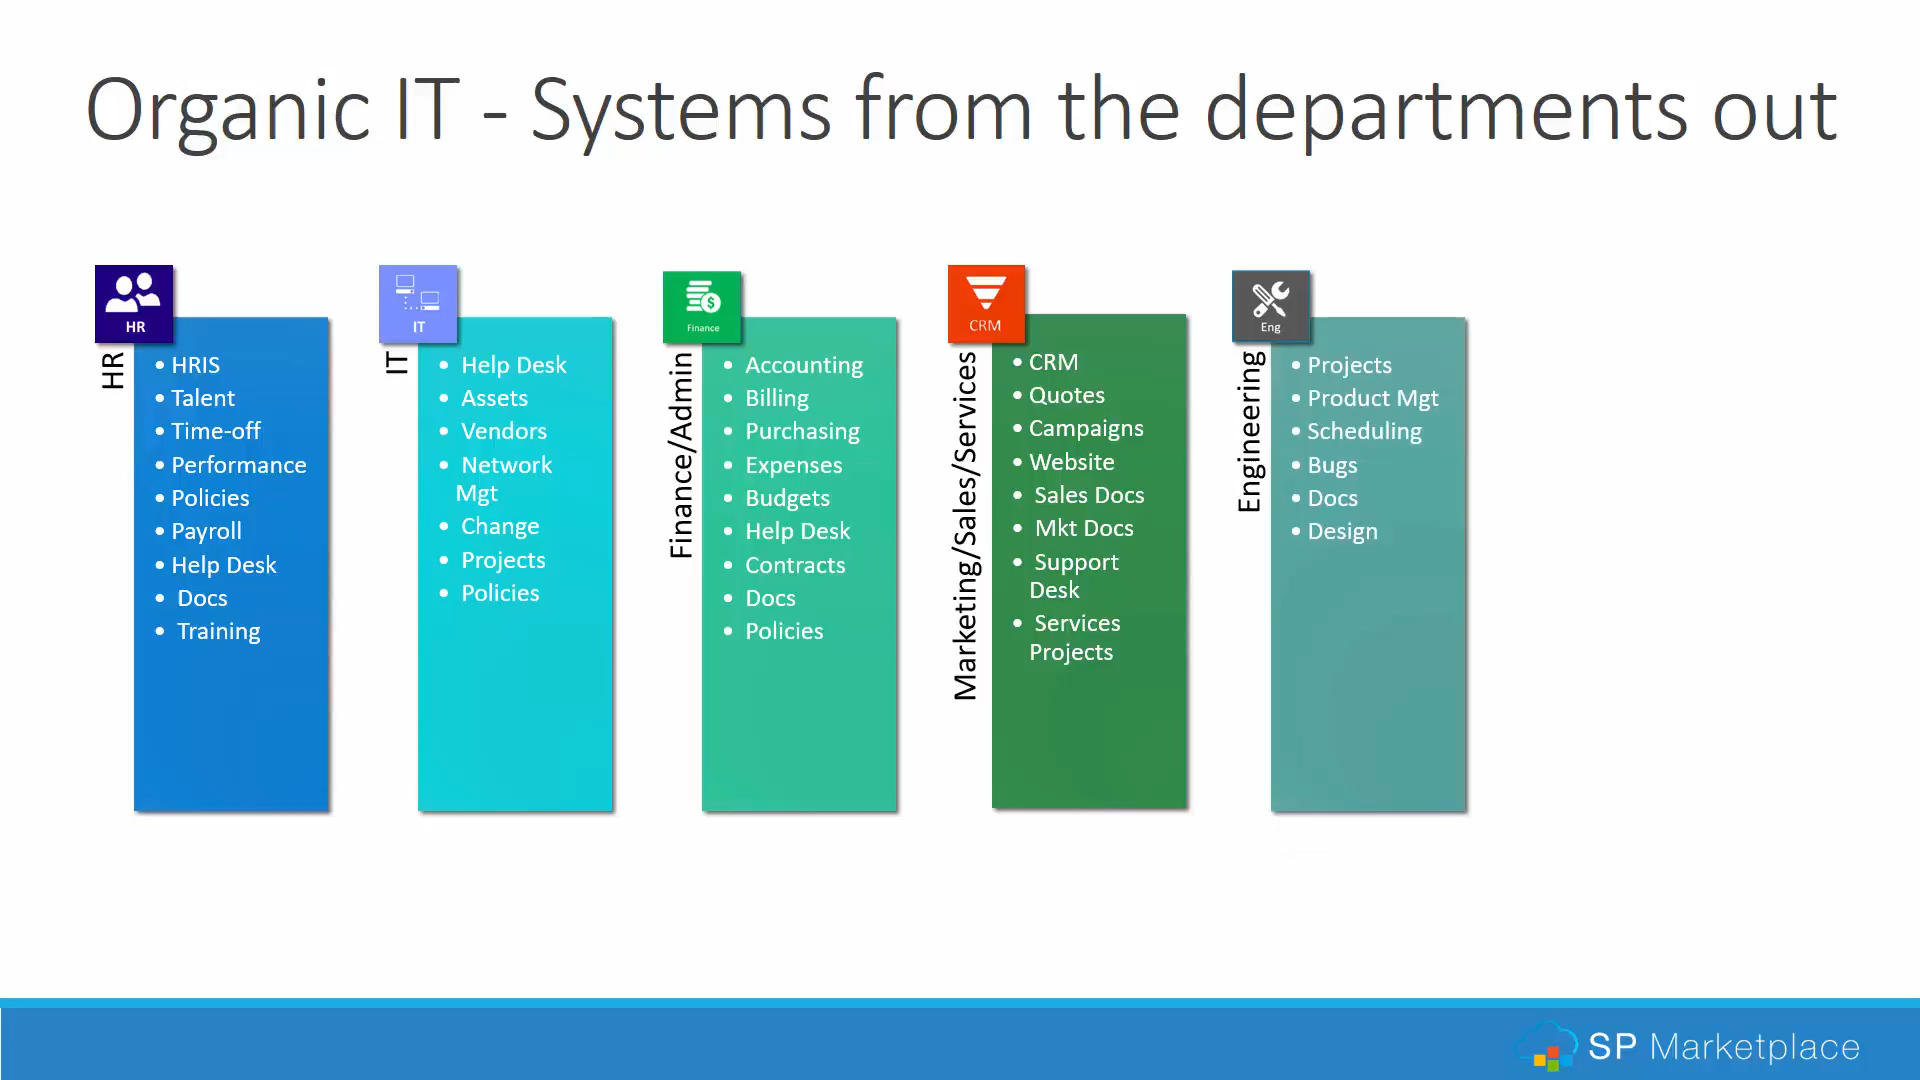 Organic IT - Systems from the departments out
HR
HR
• HRIS
• Talent
• Time-off
• Performance
• Policies
• Payroll
• Help Desk
• Docs
• Training
IT
IT
• Help Desk
• Assets
• Vendors
• Network
Mgt
• Change
• Projects
• Policies
Finance
Finance/Admin
• Accounting
• Billing
• Purchasing
• Expenses
• Budgets
• Help Desk
• Contracts
• Docs
• Policies
CRM
Marketing/Sales/Services
• CRM
• Quotes
• Campaigns
• Website
• Sales Docs
• Mkt Docs
• Support
Desk
• Services
Projects
Eng
Engineering
• Projects
• Product Mgt
• Scheduling
• Bugs
• Docs
• Design
SP Marketplace